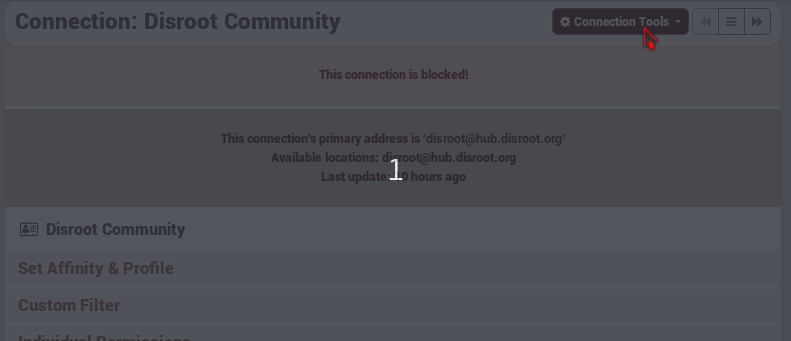 Connection: Disroot Community
Connection Tools
This connection is blocked!
This connection's primary address is 'disroot@hub.disroot.org'
Available locations: disroot@hub.disroot.org
Last update: 10 hours ago
1
Disroot Community
Set Affinity & Profile
Custom Filter
Individual Permissions